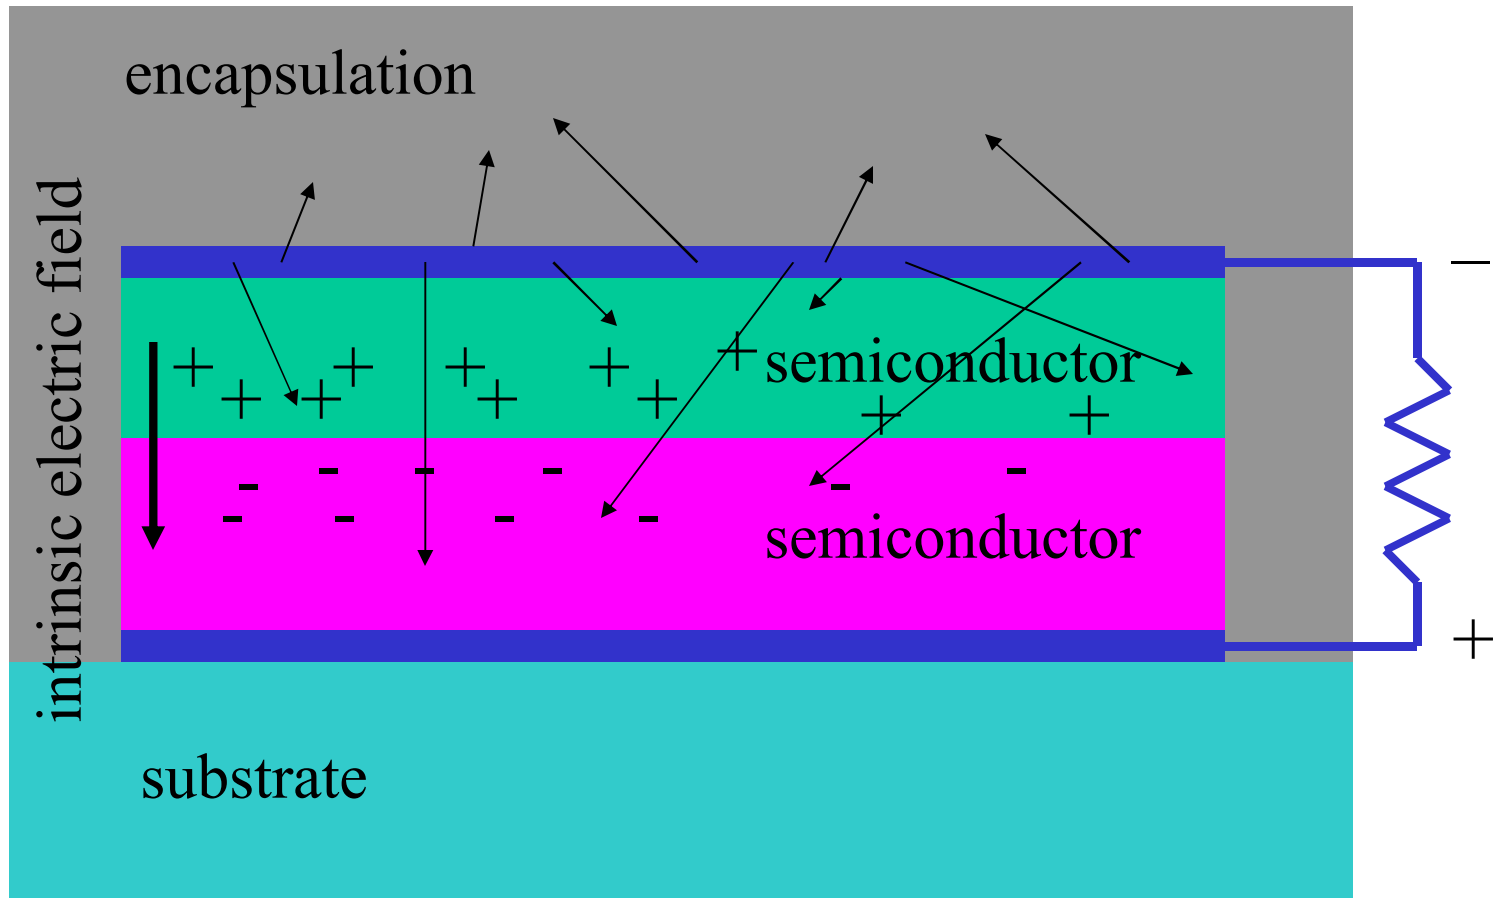 encapsulation
intrinsic electric field
−
+ + + + + semiconductor
+ + + + + + +
- - - -
- -
- - - -
semiconductor
+
substrate